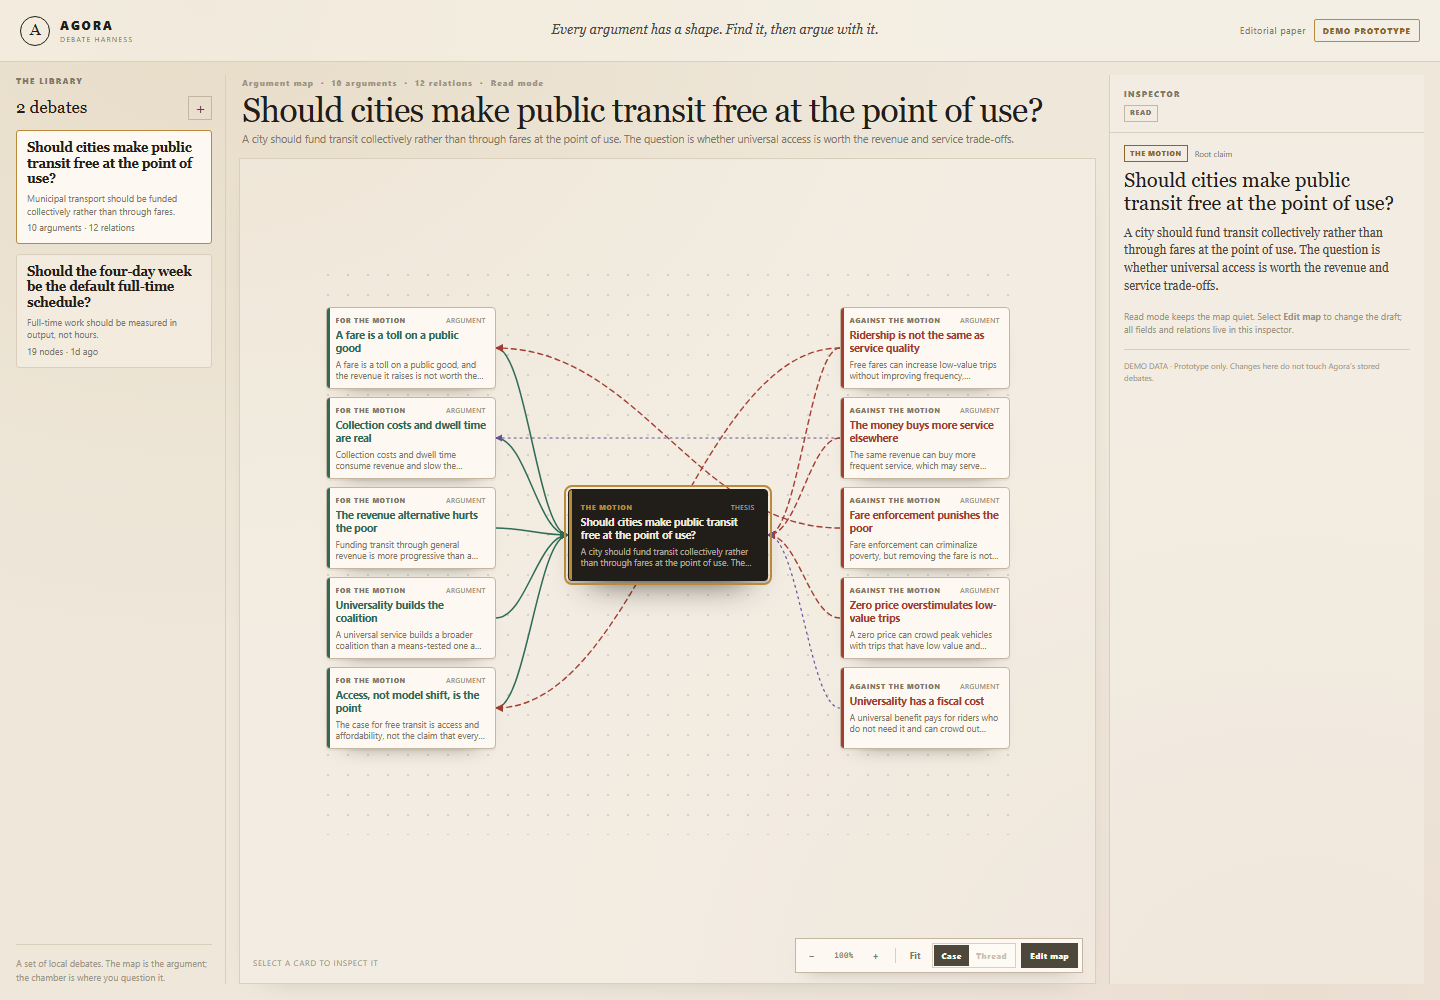 A
AGORA
DEBATE HARNESS
Every argument has a shape. Find it, then argue with it.
Editorial paper
DEMO PROTOTYPE
THE LIBRARY
2 debates
+
Should cities make public
transit free at the point of
use?
Municipal transport should be funded
collectively rather than through fares.
10 arguments · 12 relations
Should the four-day week
be the default full-time
schedule?
Full-time work should be measured in
output, not hours.
19 nodes · 1d ago
A set of local debates. The map is the argument;
the chamber is where you question it.
Argument map · 10 arguments · 12 relations · Read mode
Should cities make public transit free at the point of use?
A city should fund transit collectively rather than through fares at the point of use. The question is whether universal access is worth the revenue and service trade-offs.
FOR THE MOTION ARGUMENT
A fare is a toll on a public
good
A fare is a toll on a public good, and
the revenue it raises is not worth the...
FOR THE MOTION ARGUMENT
Collection costs and dwell time
are real
Collection costs and dwell time
consume revenue and slow the...
FOR THE MOTION ARGUMENT
The revenue alternative hurts
the poor
Funding transit through general
revenue is more progressive than a...
FOR THE MOTION ARGUMENT
Universality builds the
coalition
A universal service builds a broader
coalition than a means-tested one a...
FOR THE MOTION ARGUMENT
Access, not model shift, is the
point
The case for free transit is access and
affordability, not the claim that every...
THE MOTION THESIS
Should cities make public transit
free at the point of use?
A city should fund transit collectively rather
than through fares at the point of use. The...
AGAINST THE MOTION ARGUMENT
Ridership is not the same as
service quality
Free fares can increase low-value trips
without improving frequency,...
AGAINST THE MOTION ARGUMENT
The money buys more service
elsewhere
The same revenue can buy more
frequent service, which may serve...
AGAINST THE MOTION ARGUMENT
Fare enforcement punishes the
poor
Fare enforcement can criminalize
poverty, but removing the fare is not...
AGAINST THE MOTION ARGUMENT
Zero price overstimulates low-
value trips
A zero price can crowd peak vehicles
with trips that have low value and...
AGAINST THE MOTION ARGUMENT
Universality has a fiscal cost
A universal benefit pays for riders who
do not need it and can crowd out...
SELECT A CARD TO INSPECT IT
− 100% + Fit Case Thread Edit map
INSPECTOR
READ
THE MOTION Root claim
Should cities make public
transit free at the point of use?
A city should fund transit collectively rather than
through fares at the point of use. The question is
whether universal access is worth the revenue and
service trade-offs.
Read mode keeps the map quiet. Select Edit map to change the draft;
all fields and relations live in this inspector.
DEMO DATA · Prototype only. Changes here do not touch Agora's stored
debates.